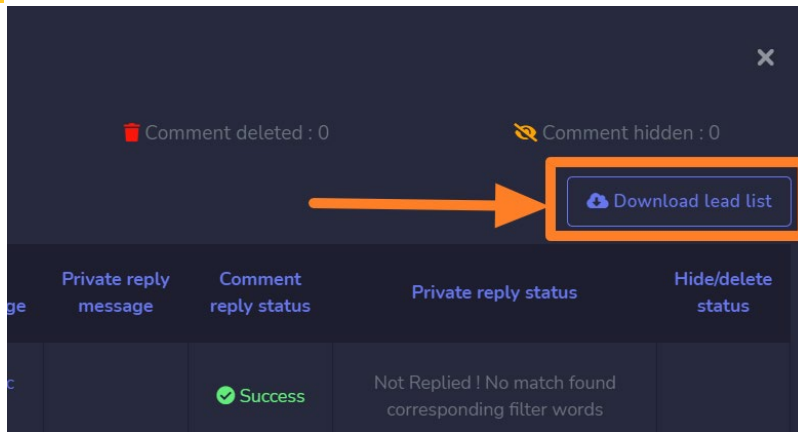 Comment deleted : 0
Comment hidden : 0
Download lead list
ge
Private reply
message
Comment
reply status
Private reply status
Hide/delete
status
c
Success
Not Replied ! No match found
corresponding filter words